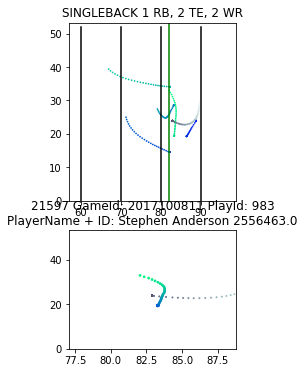 SINGLEBACK 1 RB, 2 TE, 2 WR
50
40
30
20
10
0
60 70 80 90
21597 GameId: 2017100811 PlayId: 983
PlayerName + ID: Stephen Anderson 2556463.0
40
20
0
77.5 80.0 82.5 85.0 87.5